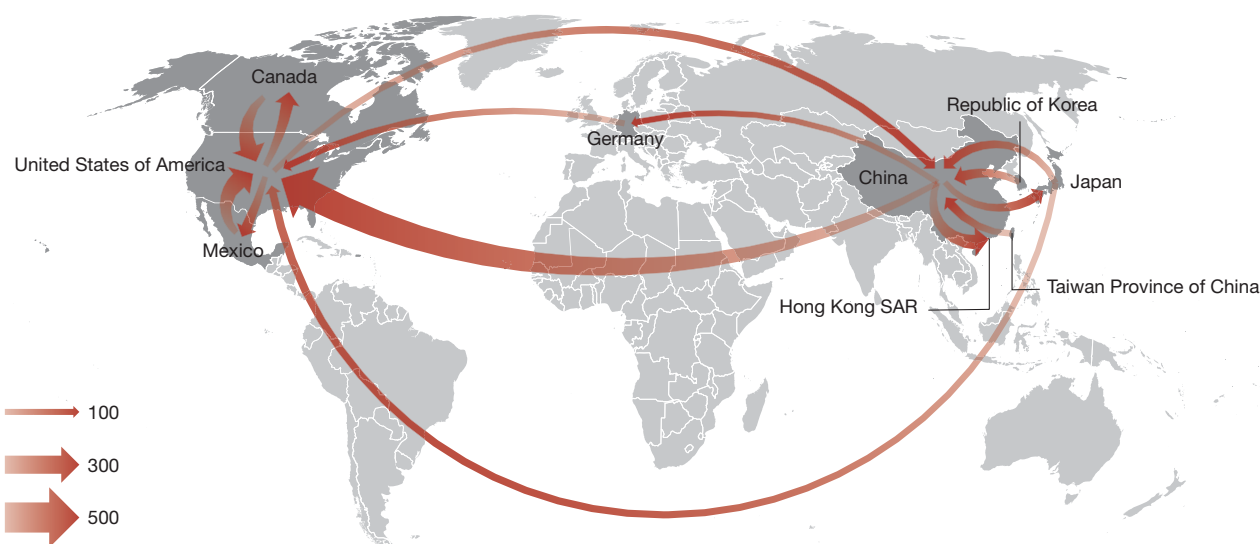 Canada
Republic of Korea
Germany
United States of America
China
Japan
Mexico
Taiwan Province of China
Hong Kong SAR
100
300
500